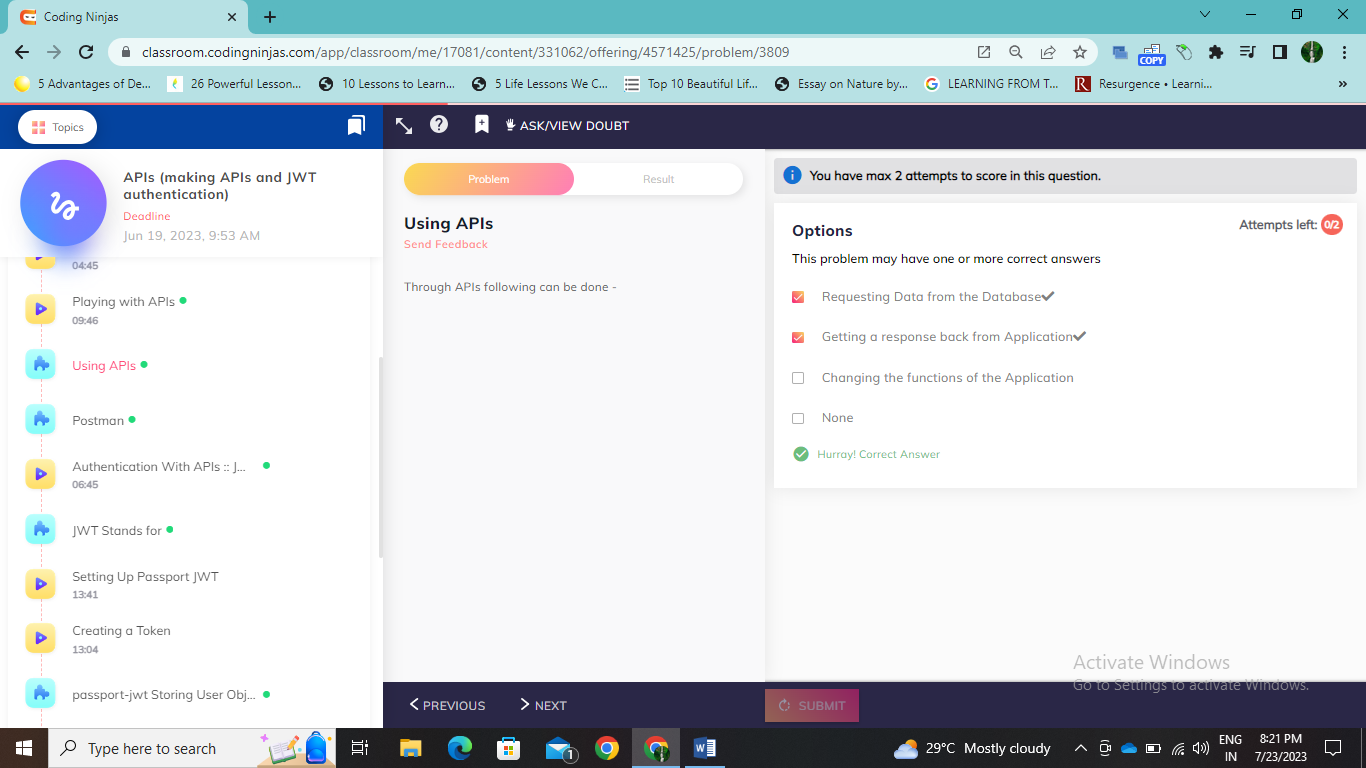 Coding Ninjas
classroom.codingninjas.com/app/classroom/me/17081/content/331062/offering/4571425/problem/3809
COPY
5 Advantages of De...
26 Powerful Lesson...
10 Lessons to Learn...
5 Life Lessons We C...
Top 10 Beautiful Lif...
Essay on Nature by...
LEARNING FROM T...
Resurgence • Learni...
»
Topics
ASK/VIEW DOUBT
APIs (making APIs and JWT
authentication)
Deadline
Jun 19, 2023, 9:53 AM
04:45
Playing with APIs
09:46
Using APIs
Postman
Authentication With APIs :: J...
06:45
JWT Stands for
Setting Up Passport JWT
13:41
Creating a Token
13:04
passport-jwt Storing User Obj...
Problem
Result
Using APIs
Send Feedback
Through APIs following can be done -
You have max 2 attempts to score in this question.
Options
Attempts left: 0/2
This problem may have one or more correct answers
Requesting Data from the Database
Getting a response back from Application
Changing the functions of the Application
None
Hurray! Correct Answer
Activate Windows
Go to Settings to activate Windows.
PREVIOUS
NEXT
SUBMIT
Type here to search
1
29°C Mostly cloudy
ENG
IN
8:21 PM
7/23/2023